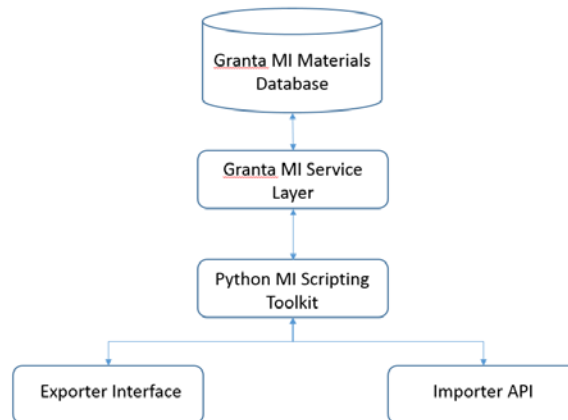 Granta MI Materials
Database
Granta MI Service
Layer
Python MI Scripting
Toolkit
Exporter Interface
Importer API